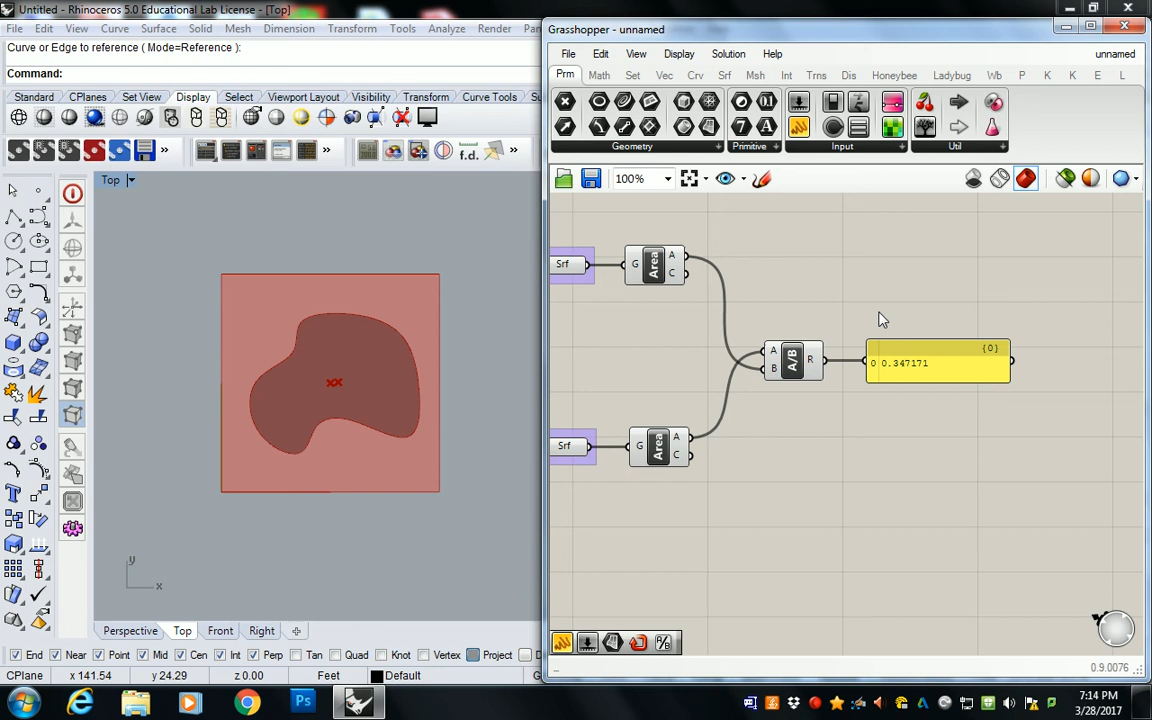 Untitled - Rhinoceros 5.0 Educational Lab License - [Top]
File Edit View Curve Surface Solid Mesh Dimension Transform Tools Analyze Render Pan
Curve or Edge to reference ( Mode=Reference ):
Command:
Standard CPlanes Set View Display Select Viewport Layout Visibility Transform Curve Tools Su
f.d.
Top
y
x
Perspective Top Front Right
End Near Point Mid Cen Int Perp Tan Quad Knot Vertex Project D
CPlane x 141.54 y 24.29 z 0.00 Feet Default G
Grasshopper - unnamed
File Edit View Display Solution Help unnamed
Prm Math Set Vec Crv Srf Msh Int Trns Dis Honeybee Ladybug Wb P K K E L
Geometry Primitive Input Util
100%
Srf G Area A C
A B A/B R
{0}
0 0.347171
Srf G Area A C
A/B
0.9.0076
Ps
7:14 PM
3/28/2017